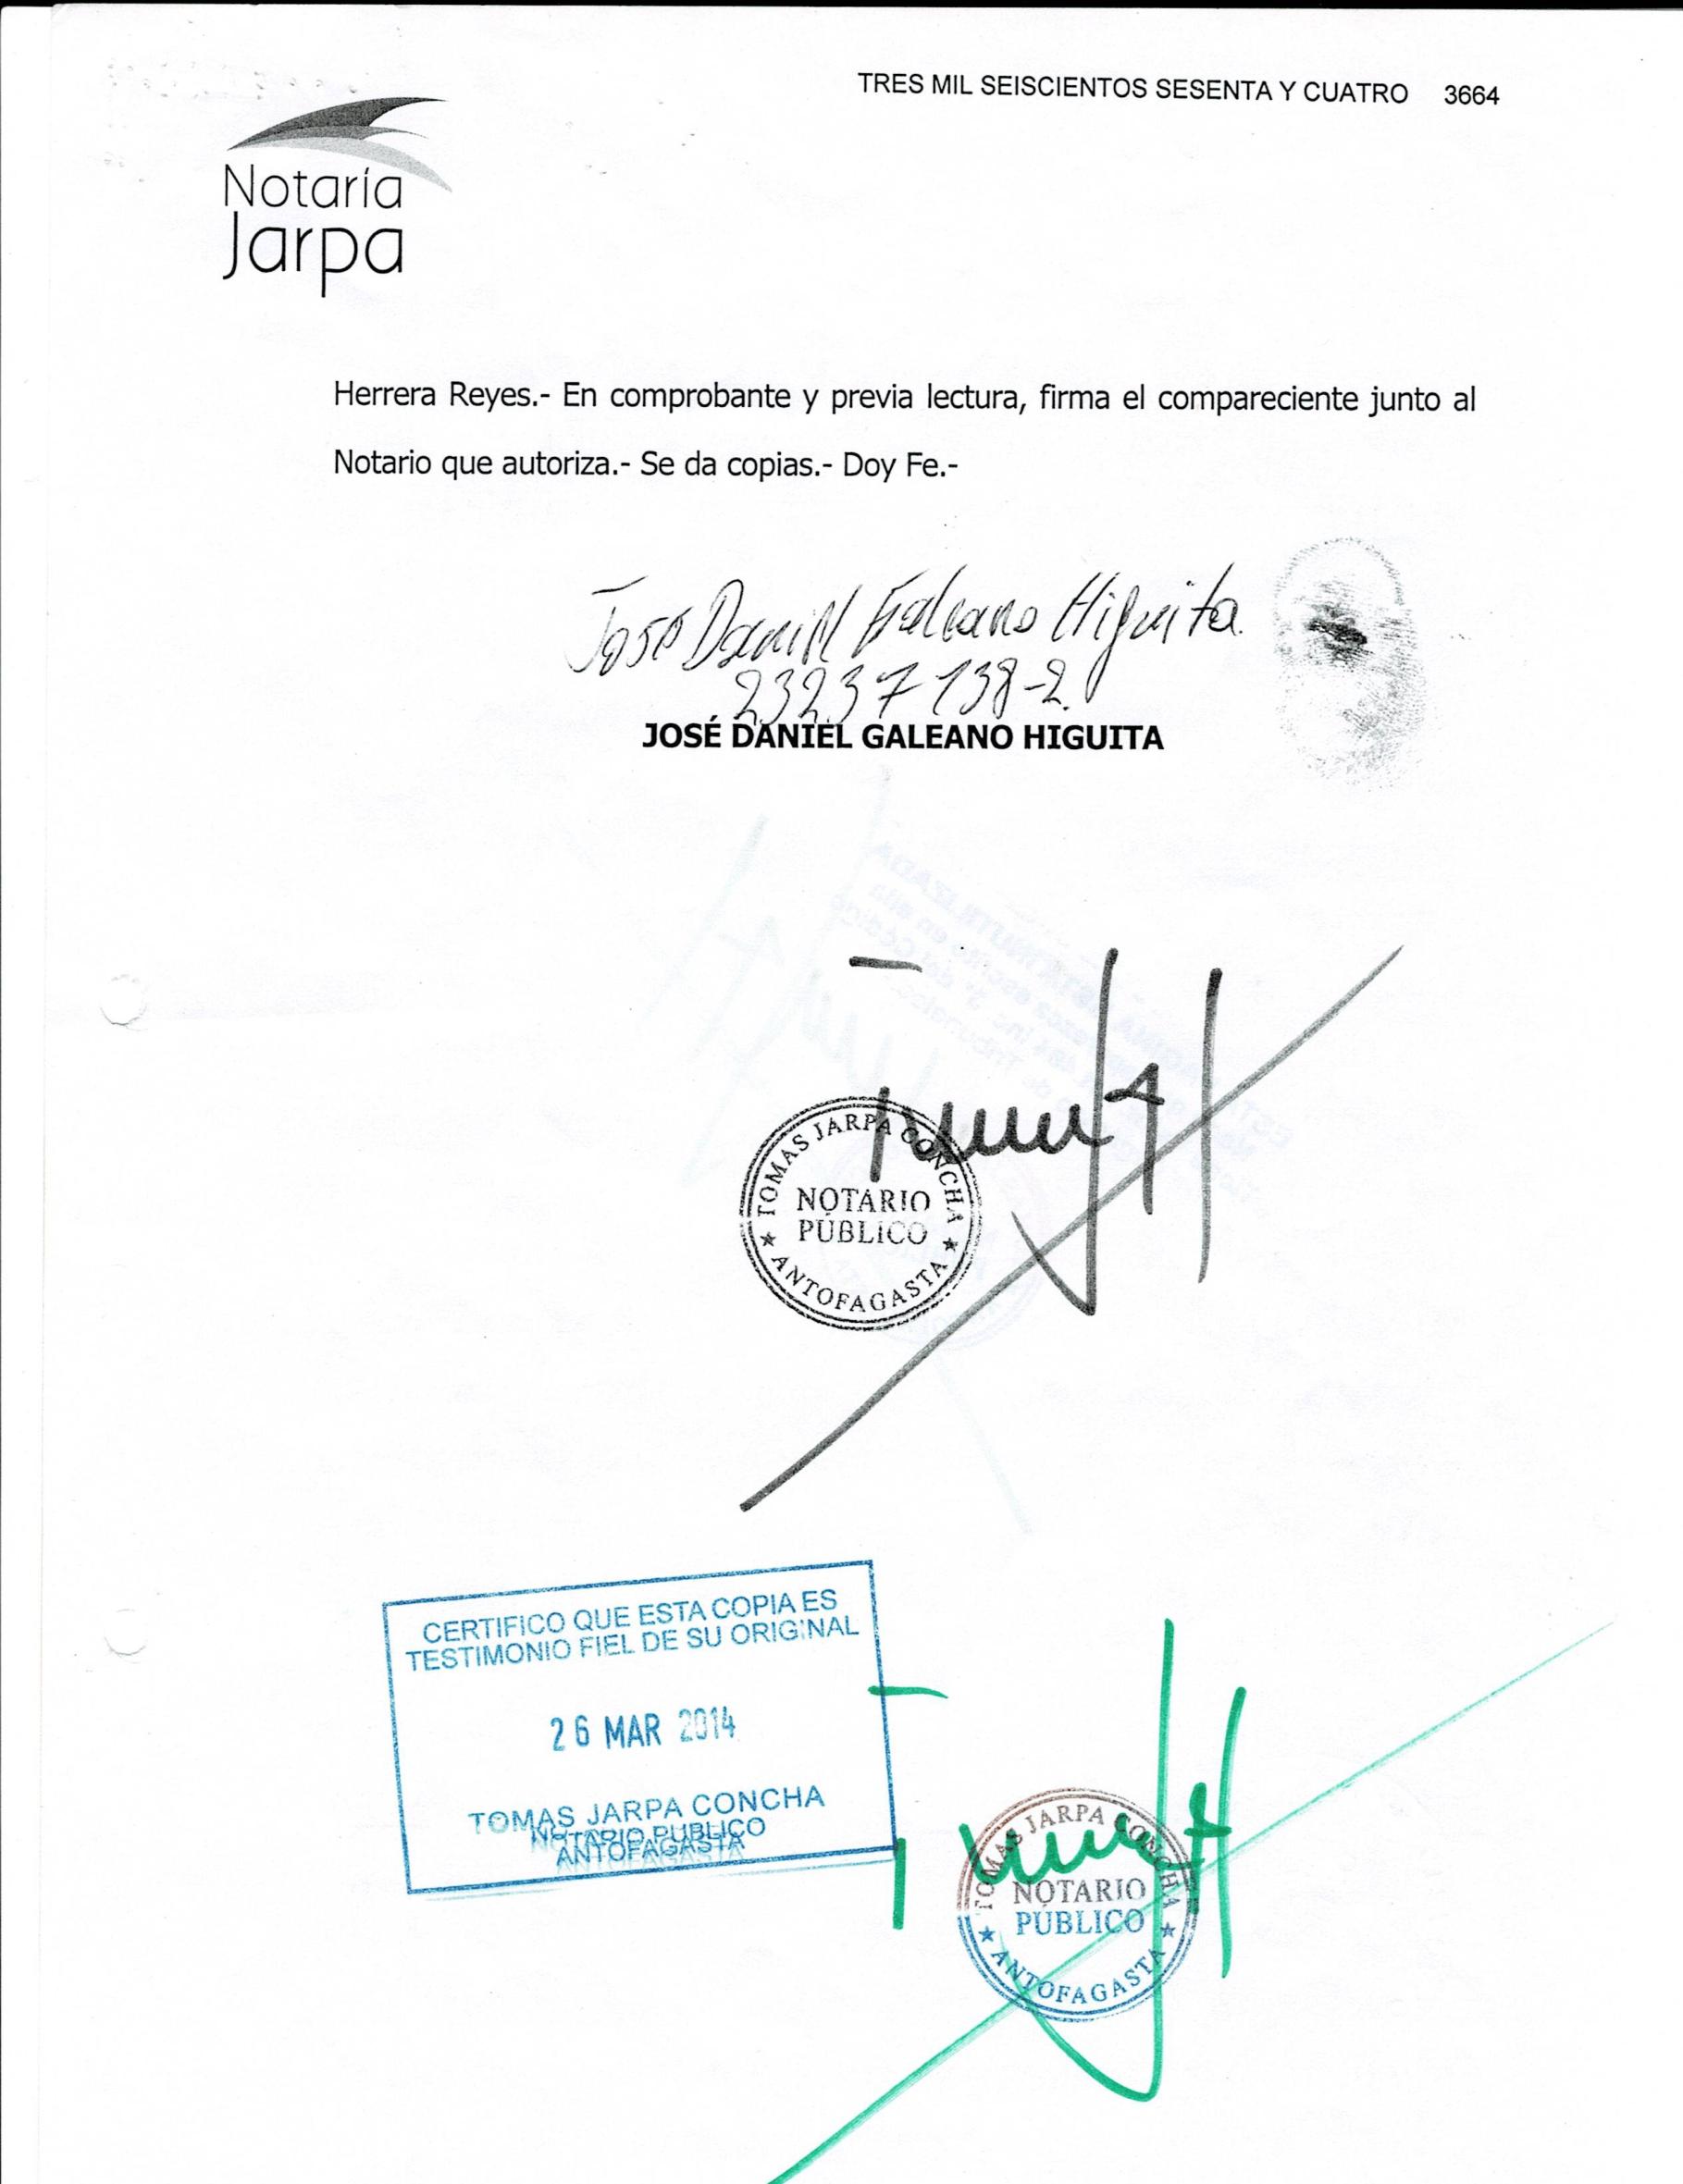 TRES MIL SEISCIENTOS SESENTA Y CUATRO 3664
Notaría
Jarpa
Herrera Reyes.- En comprobante y previa lectura, firma el compareciente junto al
Notario que autoriza.- Se da copias.- Doy Fe.-
José Daniel Galeano Higuita
23237138-2.
JOSÉ DANIEL GALEANO HIGUITA
TOMAS JARPA CONCHA
NOTARIO
PÚBLICO
★ ANTOFAGASTA ★
CERTIFICO QUE ESTA COPIA ES
TESTIMONIO FIEL DE SU ORIGINAL
26 MAR 2014
TOMAS JARPA CONCHA
NOTARIO PUBLICO
ANTOFAGASTA
TOMAS JARPA CONCHA
NOTARIO
PÚBLICO
★ ANTOFAGASTA ★